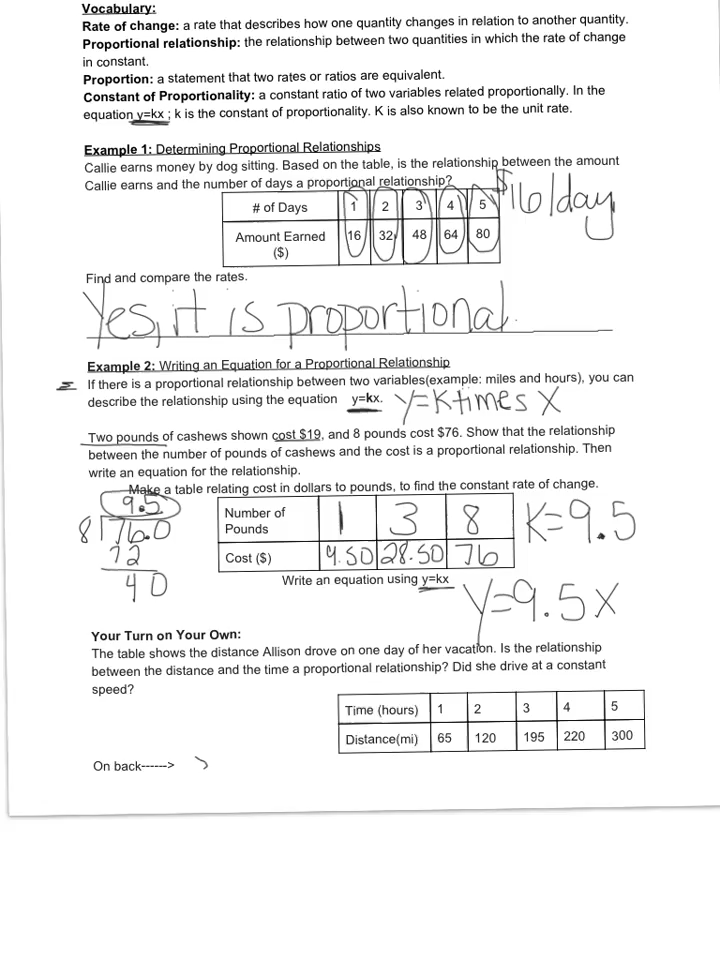 Vocabulary:
Rate of change: a rate that describes how one quantity changes in relation to another quantity.
Proportional relationship: the relationship between two quantities in which the rate of change
in constant.
Proportion: a statement that two rates or ratios are equivalent.
Constant of Proportionality: a constant ratio of two variables related proportionally. In the
equation y=kx ; k is the constant of proportionality. K is also known to be the unit rate.
Example 1: Determining Proportional Relationships
Callie earns money by dog sitting. Based on the table, is the relationship between the amount
Callie earns and the number of days a proportional relationship?
# of Days 1 2 3 4 5 $16/day
Amount Earned 16 32 48 64 80
($)
Find and compare the rates.
Yes, it is proportional.
Example 2: Writing an Equation for a Proportional Relationship
If there is a proportional relationship between two variables(example: miles and hours), you can
describe the relationship using the equation y=kx. y=K times X
Two pounds of cashews shown cost $19, and 8 pounds cost $76. Show that the relationship
between the number of pounds of cashews and the cost is a proportional relationship. Then
write an equation for the relationship.
Make a table relating cost in dollars to pounds, to find the constant rate of change.
9.5
8 76.0
72
40
Number of
Pounds 1 3 8 K=9.5
Cost ($) 9.50 28.50 76
Write an equation using y=kx
y=9.5x
Your Turn on Your Own:
The table shows the distance Allison drove on one day of her vacation. Is the relationship
between the distance and the time a proportional relationship? Did she drive at a constant
speed?
Time (hours) 1 2 3 4 5
Distance(mi) 65 120 195 220 300
On back------>